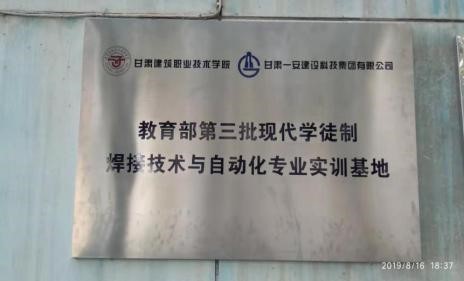 甘肃建筑职业技术学院 甘肃一安建设科技集团有限公司
教育部第三批现代学徒制
焊接技术与自动化专业实训基地
2019/8/16 18:37